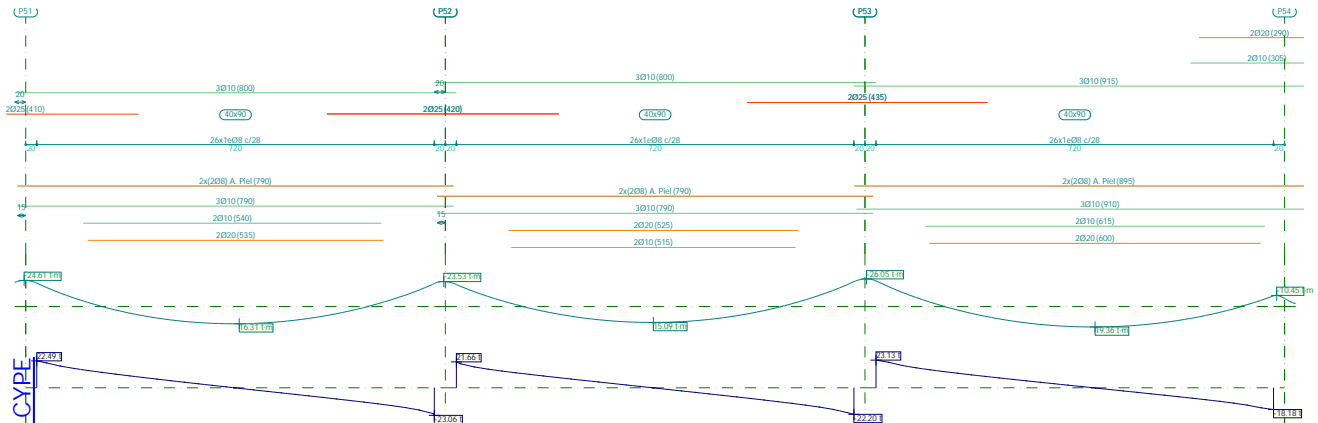 P51 P52 P53 P54
2Ø20(290)
2Ø10(305)
3Ø10(800)
20 3Ø10(915)
3Ø10(800)
20
2Ø25(435)
2Ø25(410) 2Ø25(420)
40x90 40x90 40x90
26x1eØ8 c/28 26x1eØ8 c/28 26x1eØ8 c/28
20 720 20 20 720 20 20 720 20
2x(2Ø8) A. Piel (790) 2x(2Ø8) A. Piel (895)
2x(2Ø8) A. Piel (790)
3Ø10(790) 3Ø10(910)
15 15 3Ø10(790)
2Ø10(540) 2Ø20(525) 2Ø10(615)
2Ø20(535) 2Ø10(515) 2Ø20(600)
-24.61 t·m -23.53 t·m -26.05 t·m
-10.45 t·m
16.31 t·m 15.09 t·m 19.36 t·m
22.49 t 21.66 t 23.13 t
CYPE
-23.06 t -22.20 t -18.18 t